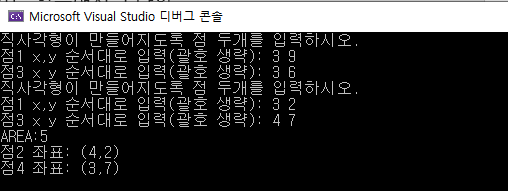 Microsoft Visual Studio 디버그 콘솔
직사각형이 만들어지도록 점 두개를 입력하시오.
점1 x,y 순서대로 입력(괄호 생략): 3 9
점3 x,y 순서대로 입력(괄호 생략): 3 6
직사각형이 만들어지도록 점 두개를 입력하시오.
점1 x,y 순서대로 입력(괄호 생략): 3 2
점3 x,y 순서대로 입력(괄호 생략): 4 7
AREA:5
점2 좌표: (4,2)
점4 좌표: (3,7)